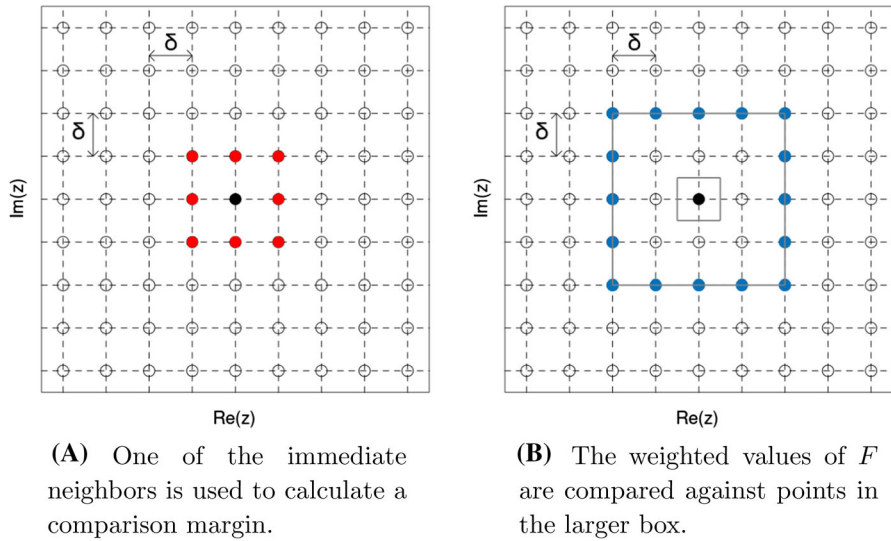 δ
δ
Im(z)
Re(z)
(A) One of the immediate
neighbors is used to calculate a
comparison margin.
δ
δ
Im(z)
Re(z)
(B) The weighted values of F
are compared against points in
the larger box.